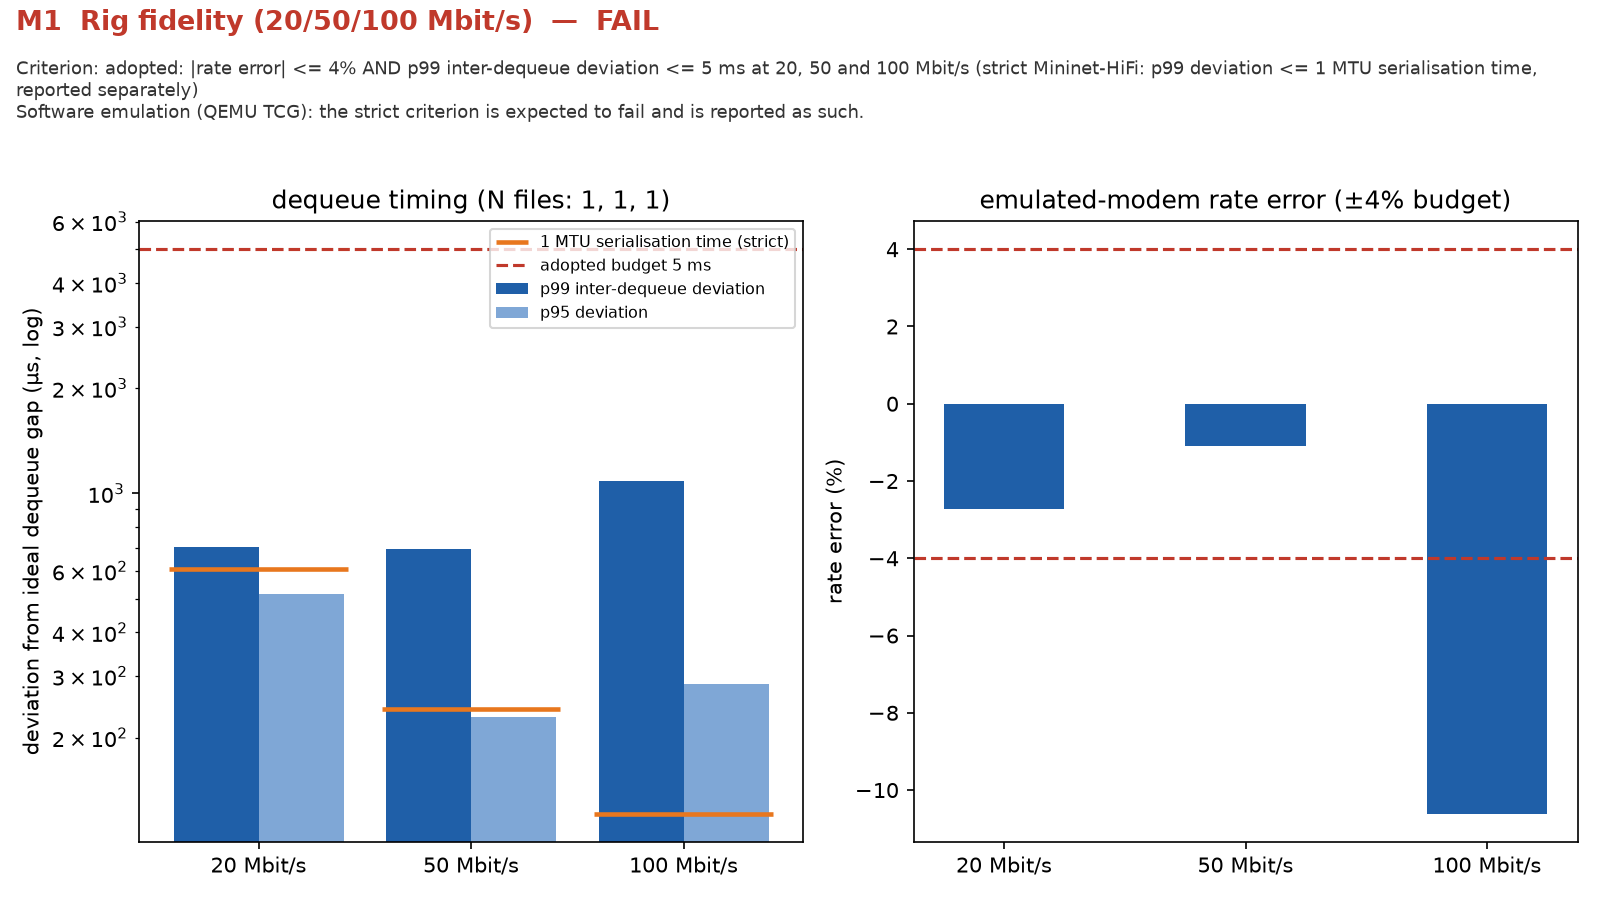 M1 Rig fidelity (20/50/100 Mbit/s) — FAIL
Criterion: adopted: |rate error| <= 4% AND p99 inter-dequeue deviation <= 5 ms at 20, 50 and 100 Mbit/s (strict Mininet-HiFi: p99 deviation <= 1 MTU serialisation time,
reported separately)
Software emulation (QEMU TCG): the strict criterion is expected to fail and is reported as such.
dequeue timing (N files: 1, 1, 1)
deviation from ideal dequeue gap (µs, log)
6 × 10³
4 × 10³
3 × 10³
2 × 10³
10³
6 × 10²
4 × 10²
3 × 10²
2 × 10²
1 MTU serialisation time (strict)
adopted budget 5 ms
p99 inter-dequeue deviation
p95 deviation
20 Mbit/s
50 Mbit/s
100 Mbit/s
emulated-modem rate error (±4% budget)
rate error (%)
4
2
0
−2
−4
−6
−8
−10
20 Mbit/s
50 Mbit/s
100 Mbit/s